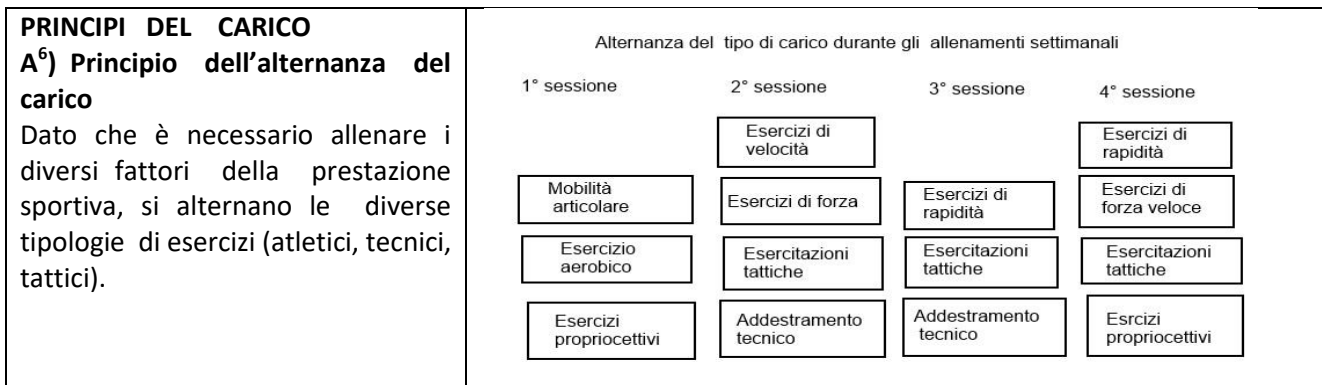 PRINCIPI DEL CARICO
A⁶) Principio dell’alternanza del
carico
Dato che è necessario allenare i
diversi fattori della prestazione
sportiva, si alternano le diverse
tipologie di esercizi (atletici, tecnici,
tattici).
Alternanza del tipo di carico durante gli allenamenti settimanali
1° sessione
2° sessione
3° sessione
4° sessione
Esercizi di
velocità
Esercizi di
rapidità
Mobilità
articolare
Esercizi di forza
Esercizi di
rapidità
Esercizi di
forza veloce
Esercizio
aerobico
Esercitazioni
tattiche
Esercitazioni
tattiche
Esercitazioni
tattiche
Esercizi
propriocettivi
Addestramento
tecnico
Addestramento
tecnico
Esrcizi
propriocettivi